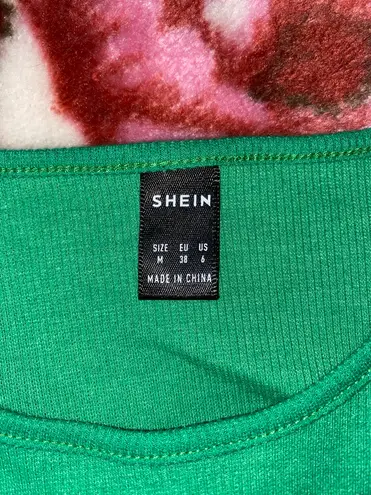 SHEIN
SIZE EU US
M 38 6
MADE IN CHINA